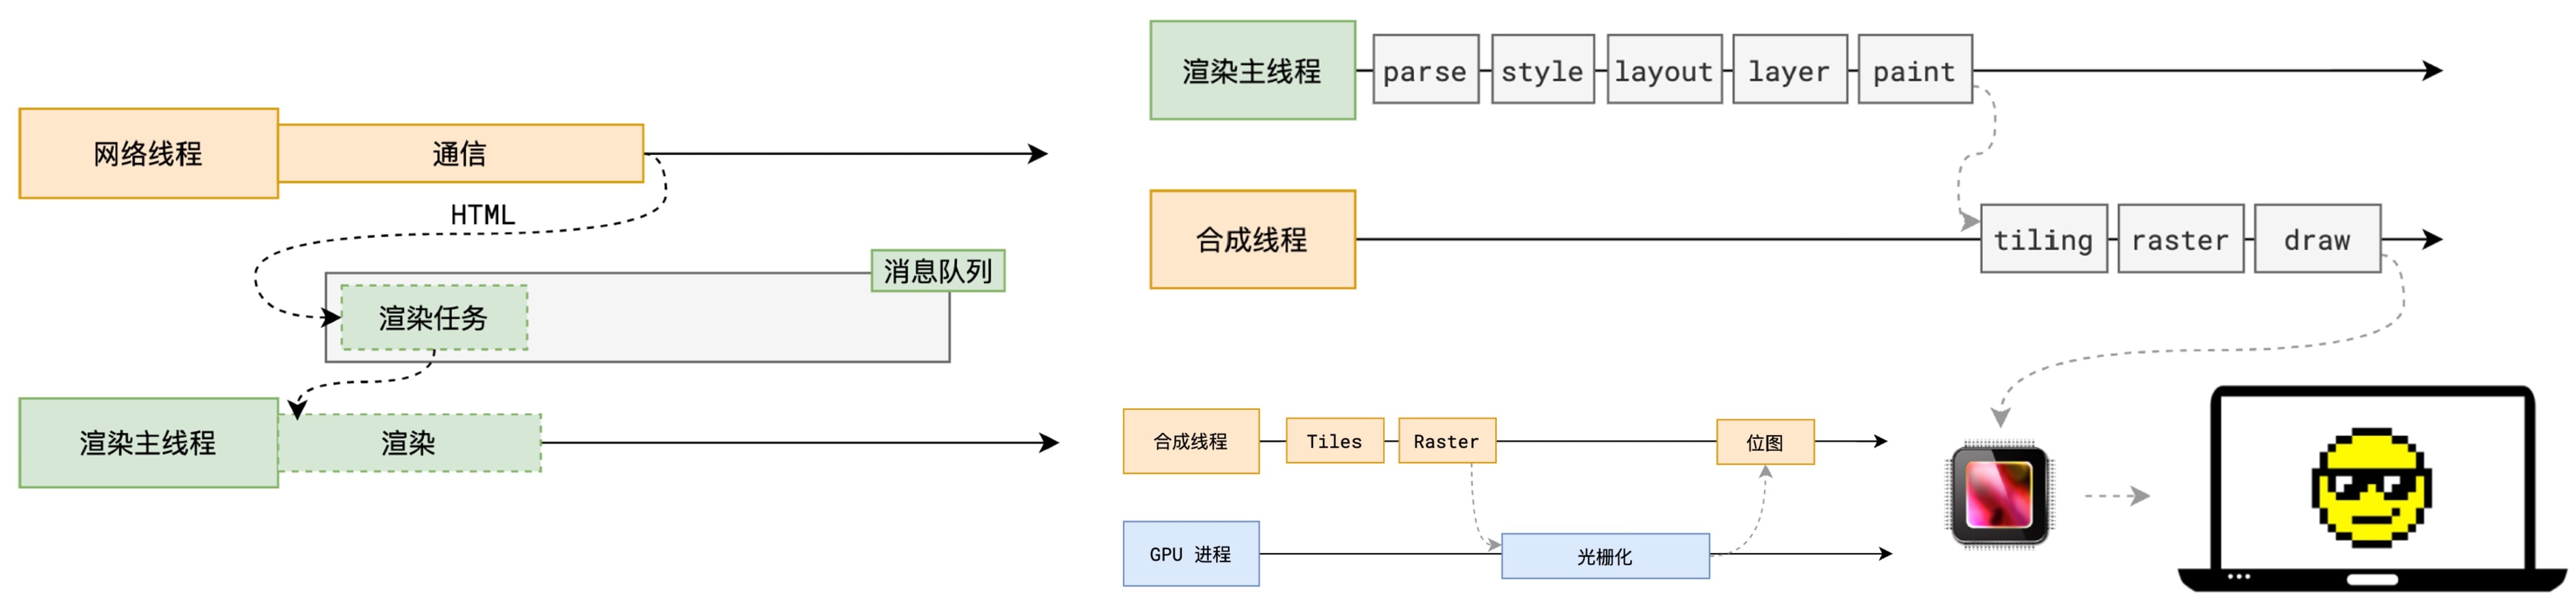 网络线程
通信
HTML
消息队列
渲染任务
渲染主线程
渲染
渲染主线程
parse
style
layout
layer
paint
合成线程
tiling
raster
draw
合成线程
Tiles
Raster
位图
GPU 进程
光栅化